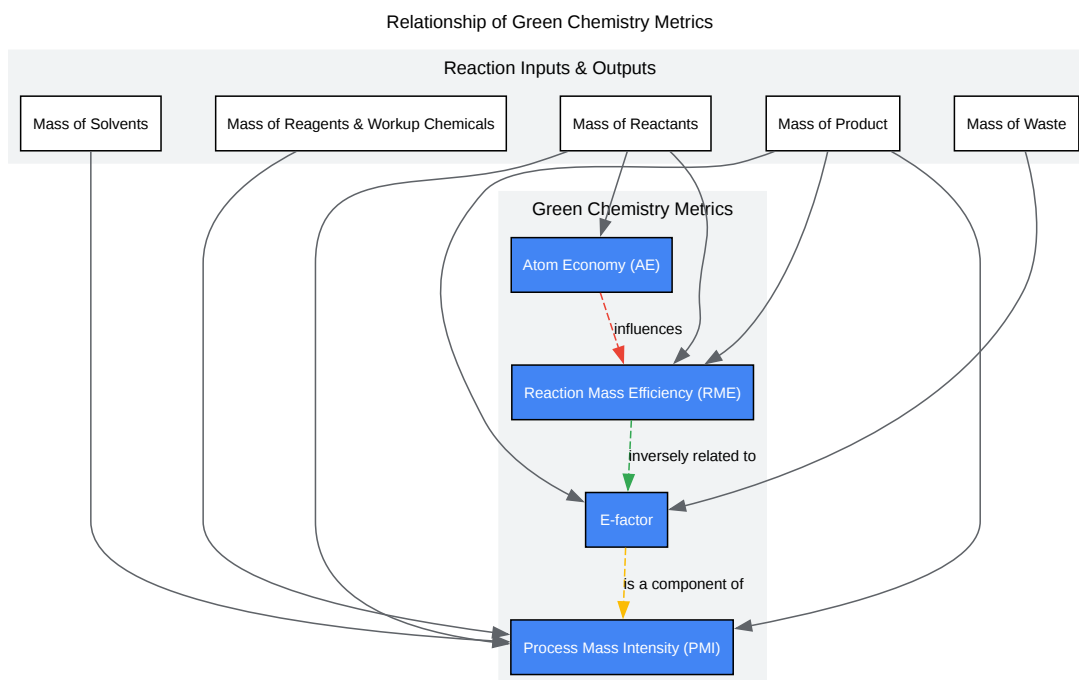 Relationship of Green Chemistry Metrics
Reaction Inputs & Outputs
Mass of Solvents
Mass of Reagents & Workup Chemicals
Mass of Reactants
Mass of Product
Mass of Waste
Green Chemistry Metrics
Atom Economy (AE)
influences
Reaction Mass Efficiency (RME)
inversely related to
E-factor
is a component of
Process Mass Intensity (PMI)